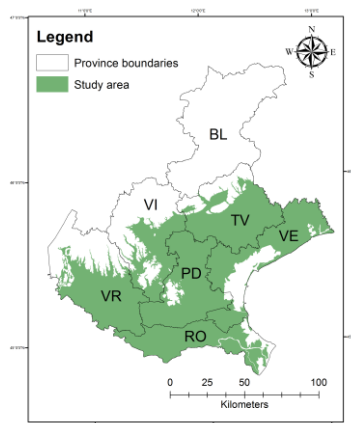 Legend
Province boundaries
Study area
N
W
E
S
BL
VI
TV
VE
PD
VR
RO
0 25 50 100
Kilometers